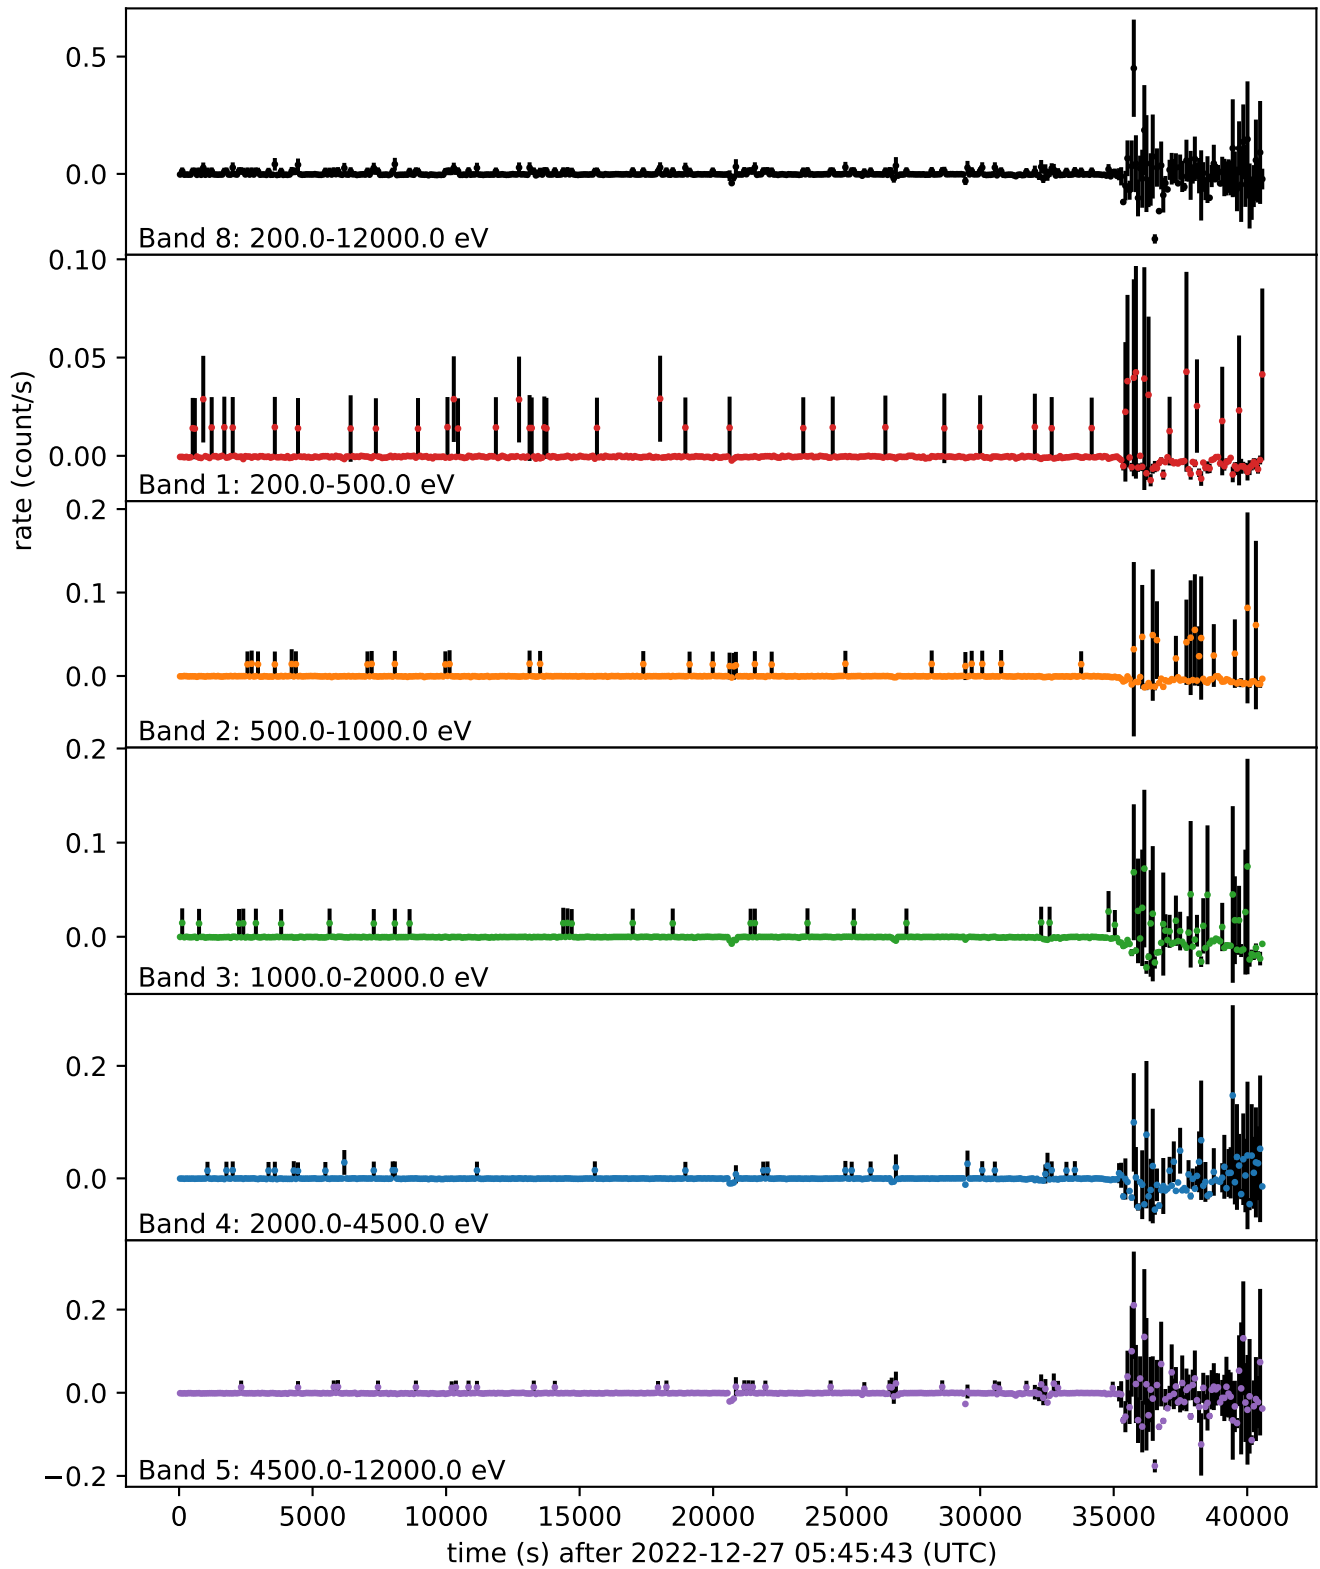 0.5
0.0
Band 8: 200.0-12000.0 eV
0.10
0.05
0.00
Band 1: 200.0-500.0 eV
rate (count/s)
0.2
0.1
0.0
Band 2: 500.0-1000.0 eV
0.2
0.1
0.0
Band 3: 1000.0-2000.0 eV
0.2
0.0
Band 4: 2000.0-4500.0 eV
0.2
0.0
−0.2
Band 5: 4500.0-12000.0 eV
0 5000 10000 15000 20000 25000 30000 35000 40000
time (s) after 2022-12-27 05:45:43 (UTC)